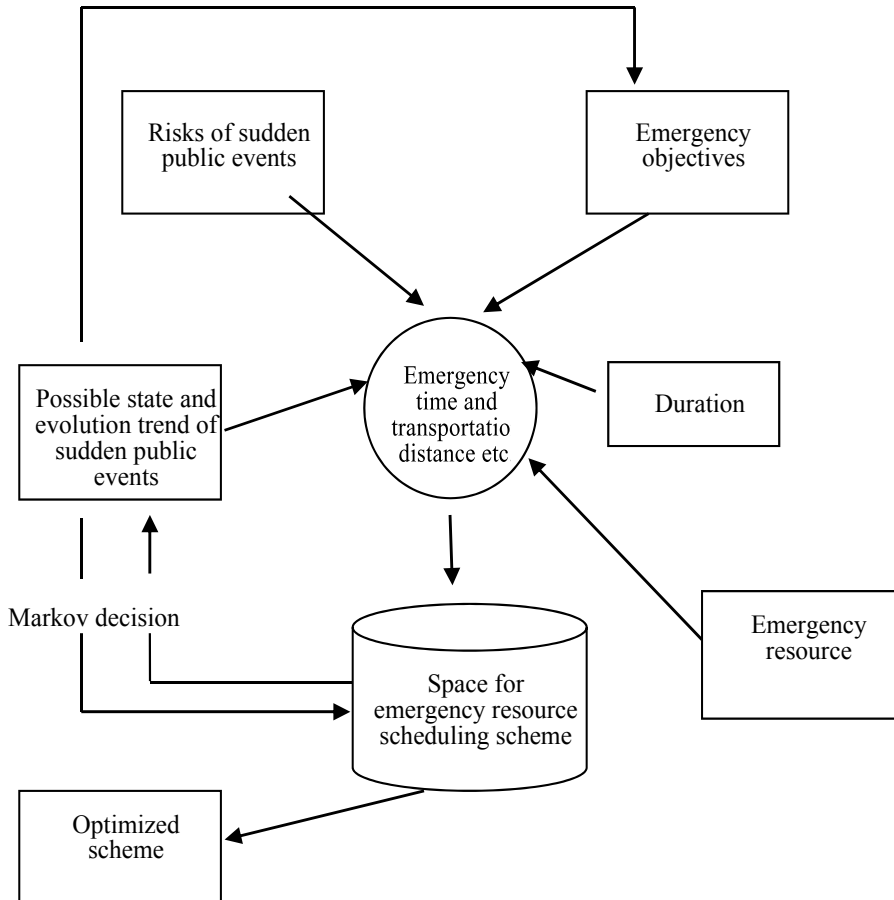 Risks of sudden
public events
Emergency
objectives
Possible state and
evolution trend of
sudden public
events
Emergency
time and
transportatio
distance etc
Duration
Markov decision
Emergency
resource
Space for
emergency resource
scheduling scheme
Optimized
scheme